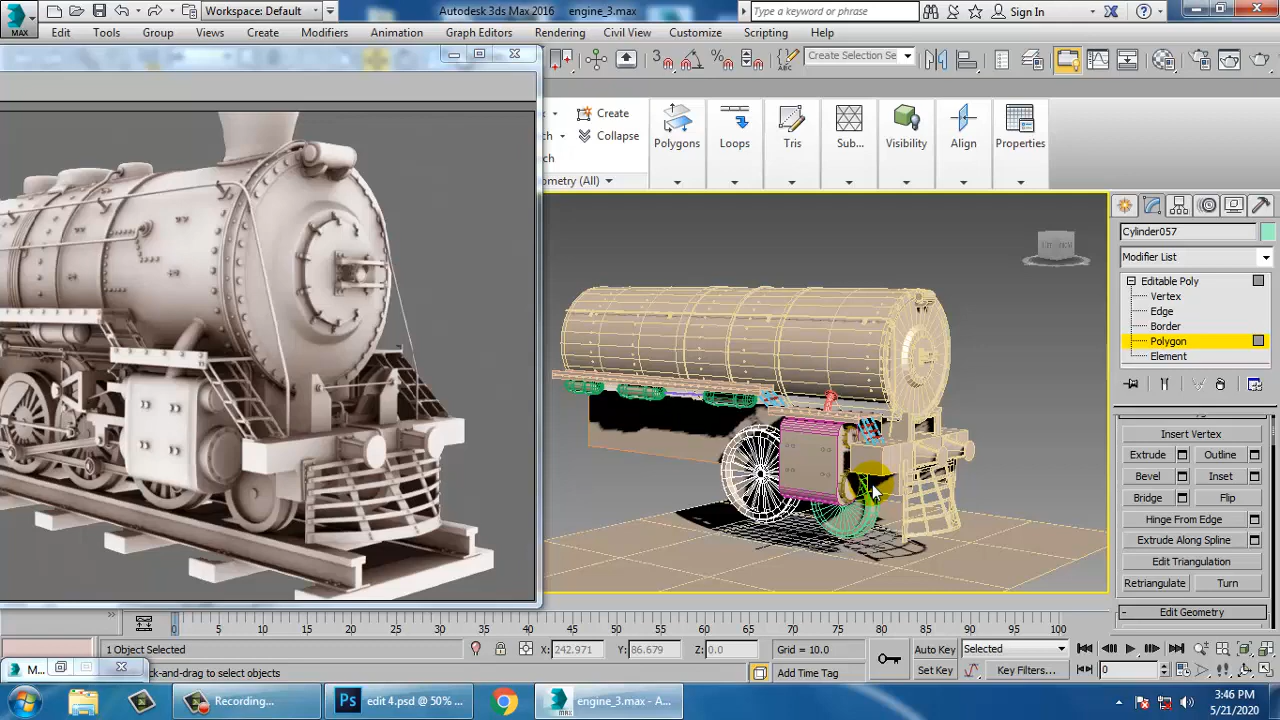 Workspace: Default
Autodesk 3ds Max 2016
engine_3.max
Type a keyword or phrase
Sign In
MAX
Edit
Tools
Group
Views
Create
Modifiers
Animation
Graph Editors
Rendering
Civil View
Customize
Scripting
Help
Create Selection Se
Create
Collapse
ometry (All)
Polygons
Loops
Tris
Sub...
Visibility
Align
Properties
Cylinder057
Modifier List
Editable Poly
Vertex
Edge
Border
Polygon
Element
Insert Vertex
Extrude
Outline
Bevel
Inset
Bridge
Flip
Hinge From Edge
Extrude Along Spline
Edit Triangulation
Retriangulate
Turn
Edit Geometry
0 5 10 15 20 25 30 35 40 45 50 55 60 65 70 75 80 85 90 95 100
1 Object Selected
X: 242.971
Y: 86.679
Z: 0.0
Grid = 10.0
Auto Key
Selected
M...
ck-and-drag to select objects
Add Time Tag
Set Key
Key Filters...
0
Recording...
edit 4.psd @ 50% ...
engine_3.max - A...
3:46 PM
5/21/2020